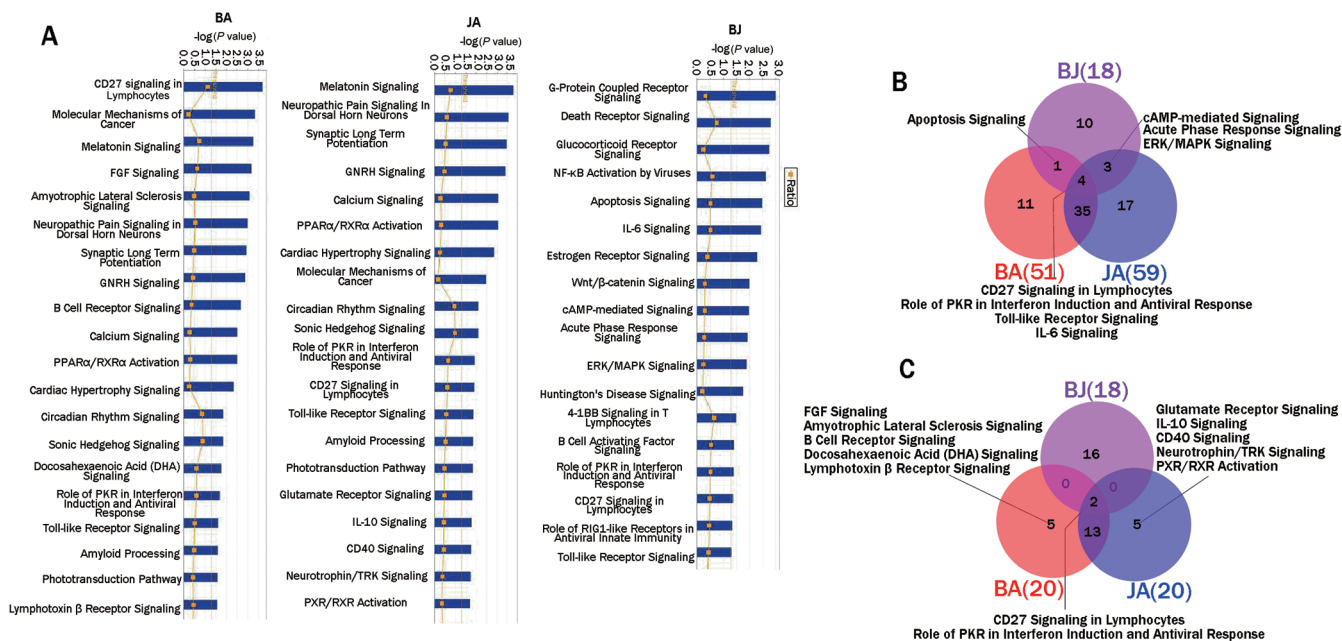 A
BA
-log(P value)
0.0 0.5 1.0 1.5 2.0 2.5 3.0 3.5
Threshold
CD27 signaling in
Lymphocytes
Molecular Mechanisms of
Cancer
Melatonin Signaling
FGF Signaling
Amyotrophic Lateral Sclerosis
Signaling
Neuropathic Pain Signaling in
Dorsal Horn Neurons
Synaptic Long Term
Potentiation
GNRH Signaling
B Cell Receptor Signaling
Calcium Signaling
PPARα/RXRα Activation
Cardiac Hypertrophy Signaling
Circadian Rhythm Signaling
Sonic Hedgehog Signaling
Docosahexaenoic Acid (DHA)
Signaling
Role of PKR in Interferon
Induction and Antiviral
Response
Toll-like Receptor Signaling
Amyloid Processing
Phototransduction Pathway
Lymphotoxin β Receptor Signaling
JA
-log(P value)
0.0 0.5 1.0 1.5 2.0 2.5 3.0 3.5
Threshold
Melatonin Signaling
Neuropathic Pain Signaling In
Dorsal Horn Neurons
Synaptic Long Term
Potentiation
GNRH Signaling
Calcium Signaling
PPARα/RXRα Activation
Cardiac Hypertrophy Signaling
Molecular Mechanisms of
Cancer
Circadian Rhythm Signaling
Sonic Hedgehog Signaling
Role of PKR in Interferon
Induction and Antiviral
Response
CD27 Signaling in
Lymphocytes
Toll-like Receptor Signaling
Amyloid Processing
Phototransduction Pathway
Glutamate Receptor Signaling
IL-10 Signaling
CD40 Signaling
Neurotrophin/TRK Signaling
PXR/RXR Activation
BJ
-log(P value)
0.0 0.5 1.0 1.5 2.0 2.5 3.0
Threshold
G-Protein Coupled Receptor
Signaling
Death Receptor Signaling
Glucocorticoid Receptor
Signaling
NF-κB Activation by Viruses
Apoptosis Signaling
IL-6 Signaling
Estrogen Receptor Signaling
Wnt/β-catenin Signaling
cAMP-mediated Signaling
Acute Phase Response
Signaling
ERK/MAPK Signaling
Huntington's Disease Signaling
4-1BB Signaling in T
Lymphocytes
B Cell Activating Factor
Signaling
Role of PKR in Interferon
Induction and Antiviral
Response
CD27 Signaling in
Lymphocytes
Role of RIG1-like Receptors in
Antiviral Innate Immunity
Toll-like Receptor Signaling
Ratio
B
BJ(18)
Apoptosis Signaling
cAMP-mediated Signaling
Acute Phase Response Signaling
ERK/MAPK Signaling
10
1
3
4
11
35
17
BA(51)
JA(59)
CD27 Signaling in Lymphocytes
Role of PKR in Interferon Induction and Antiviral Response
Toll-like Receptor Signaling
IL-6 Signaling
C
BJ(18)
FGF Signaling
Amyotrophic Lateral Sclerosis Signaling
B Cell Receptor Signaling
Docosahexaenoic Acid (DHA) Signaling
Lymphotoxin β Receptor Signaling
Glutamate Receptor Signaling
IL-10 Signaling
CD40 Signaling
Neurotrophin/TRK Signaling
PXR/RXR Activation
16
0
0
2
5
13
5
BA(20)
JA(20)
CD27 Signaling in Lymphocytes
Role of PKR in Interferon Induction and Antiviral Response